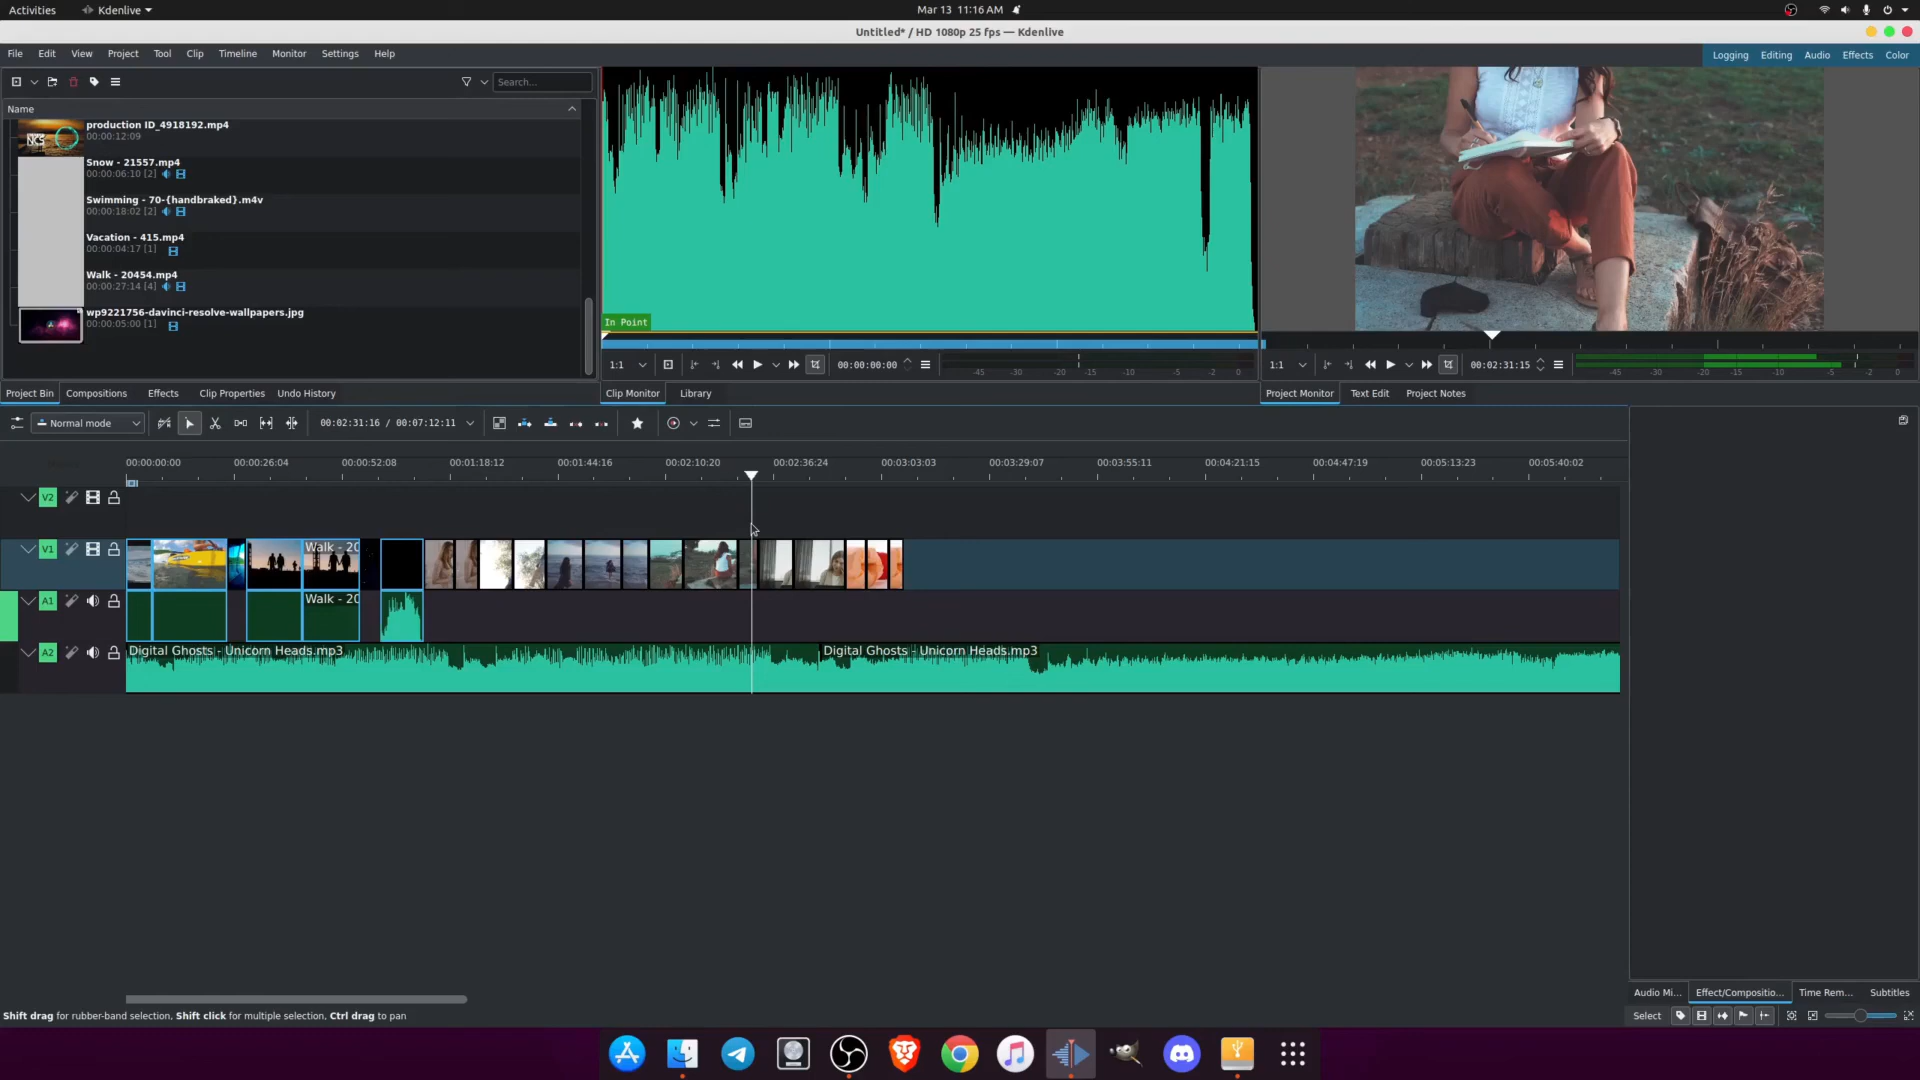 Activities
Kdenlive
Mar 13  11:16 AM
Untitled* / HD 1080p 25 fps — Kdenlive
File Edit View Project Tool Clip Timeline Monitor Settings Help
Logging Editing Audio Effects Color
Search...
Name
production ID_4918192.mp4
00:00:12:09
NCS
Snow - 21557.mp4
00:00:06:10 [2]
Swimming - 70-{handbraked}.m4v
00:00:18:02 [2]
Vacation - 415.mp4
00:00:04:17 [1]
Walk - 20454.mp4
00:00:27:14 [4]
wp9221756-davinci-resolve-wallpapers.jpg
00:00:05:00 [1]
In Point
1:1
00:00:00:00
-45 -30 -20 -15 -10 -5 -2 0
1:1
00:02:31:15
-45 -30 -20 -15 -10 -5 -2 0
Project Bin Compositions Effects Clip Properties Undo History
Clip Monitor Library
Project Monitor Text Edit Project Notes
Normal mode
00:02:31:16 / 00:07:12:11
00:00:00:00 00:00:26:04 00:00:52:08 00:01:18:12 00:01:44:16 00:02:10:20 00:02:36:24 00:03:03:03 00:03:29:07 00:03:55:11 00:04:21:15 00:04:47:19 00:05:13:23 00:05:40:02
V2
V1
Walk - 20
A1
Walk - 20
A2
Digital Ghosts - Unicorn Heads.mp3
Digital Ghosts - Unicorn Heads.mp3
Audio Mi... Effect/Compositio... Time Rem... Subtitles
Shift drag for rubber-band selection, Shift click for multiple selection, Ctrl drag to pan
Select